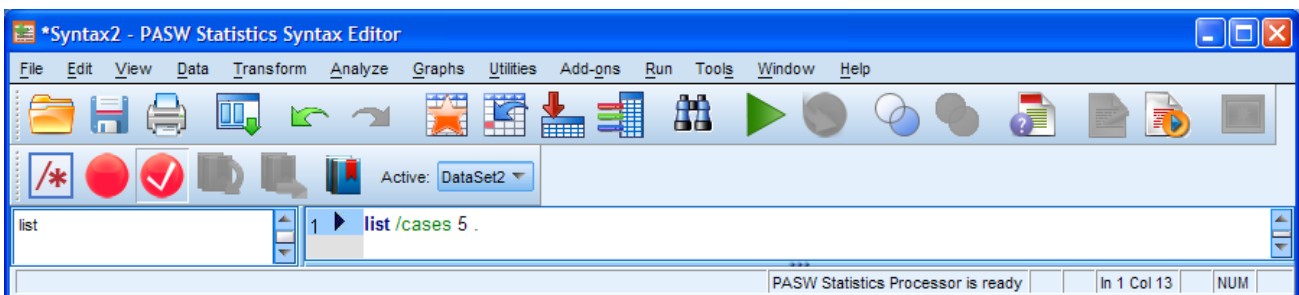 *Syntax2 - PASW Statistics Syntax Editor
File Edit View Data Transform Analyze Graphs Utilities Add-ons Run Tools Window Help
/*
Active: DataSet2
list
1 list /cases 5 .
PASW Statistics Processor is ready In 1 Col 13 NUM